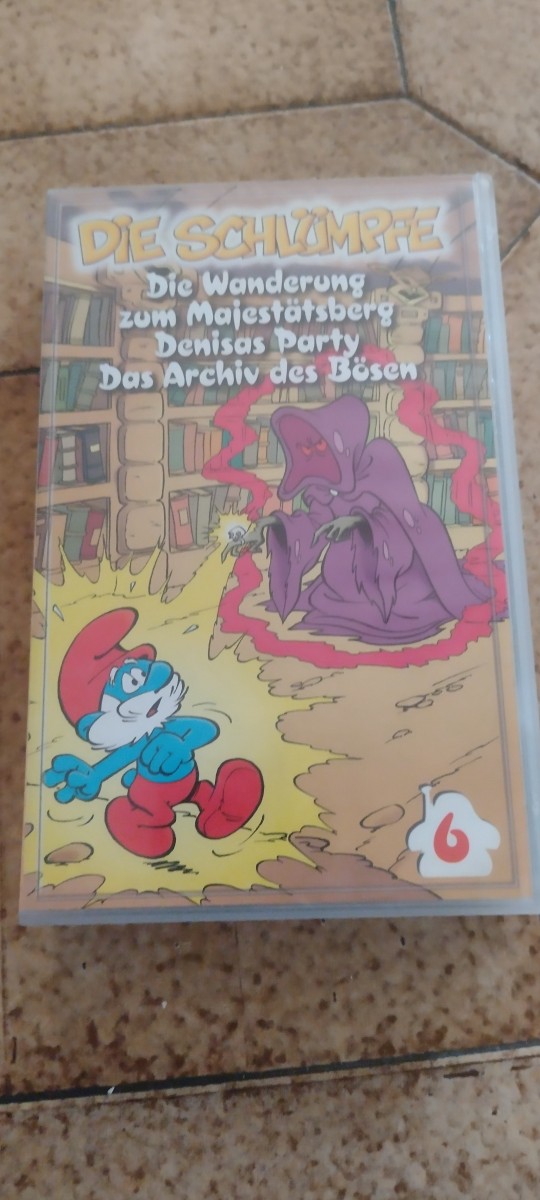 DIE SCHLÜMPFE
Die Wanderung
zum Majestätsberg
Denisas Party
Das Archiv des Bösen
6